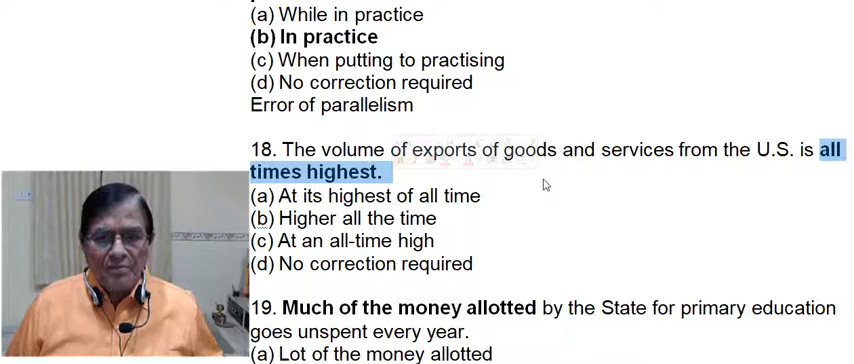 (a) While in practice
(b) In practice
(c) When putting to practising
(d) No correction required
Error of parallelism
18. The volume of exports of goods and services from the U.S. is all
times highest.
(a) At its highest of all time
(b) Higher all the time
(c) At an all-time high
(d) No correction required
19. Much of the money allotted by the State for primary education
goes unspent every year.
(a) Lot of the money allotted